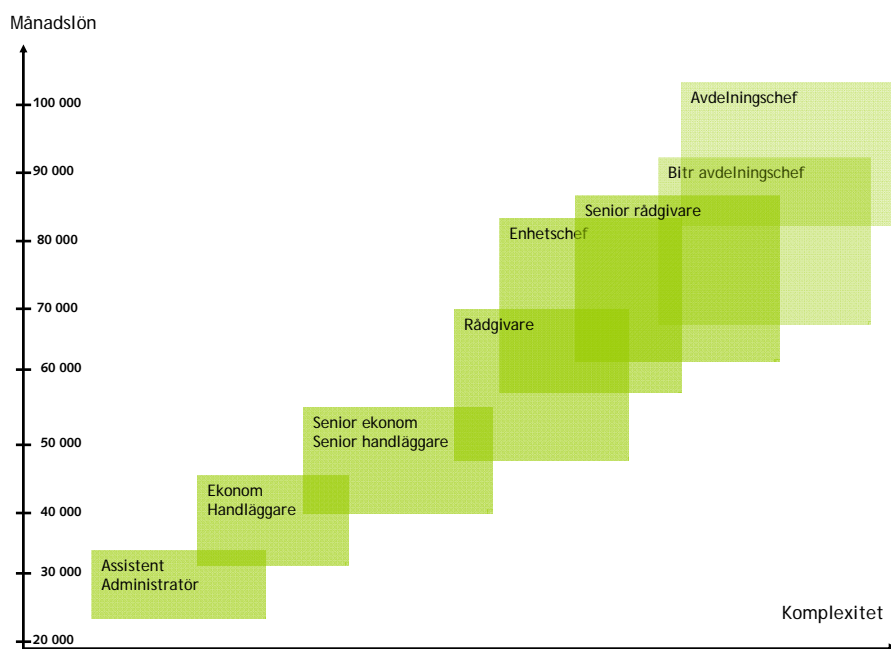 Månadslön
100 000
Avdelningschef
90 000
Bitr avdelningschef
Senior rådgivare
80 000
Enhetschef
70 000
Rådgivare
60 000
Senior ekonom
Senior handläggare
50 000
Ekonom
Handläggare
40 000
Assistent
Administratör
30 000
Komplexitet
20 000